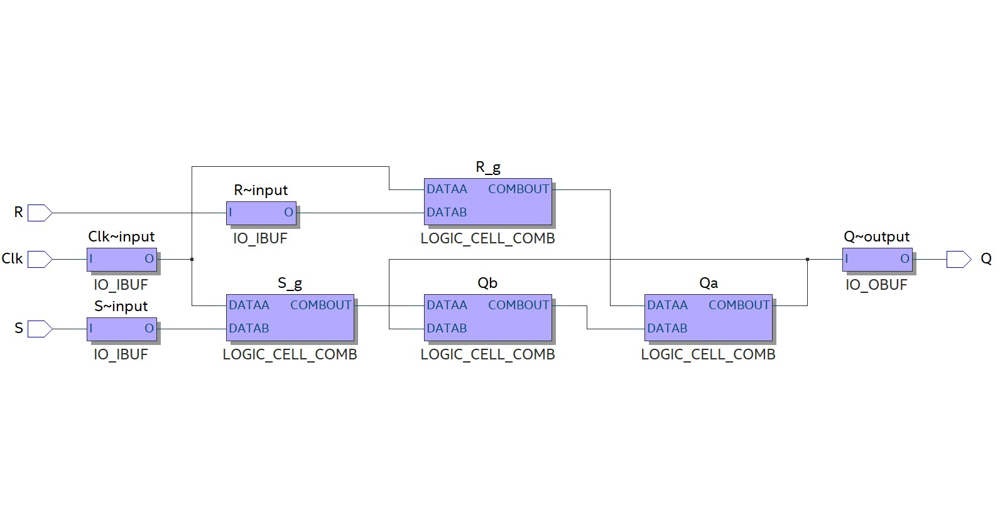 R_g
R~input
DATAA COMBOUT
R
I O
DATAB
Clk~input
IO_IBUF
LOGIC_CELL_COMB
Q~output
Clk
I O
I O
Q
IO_IBUF
S_g
Qb
Qa
IO_OBUF
S~input
DATAA COMBOUT
DATAA COMBOUT
DATAA COMBOUT
S
I O
DATAB
DATAB
DATAB
IO_IBUF
LOGIC_CELL_COMB
LOGIC_CELL_COMB
LOGIC_CELL_COMB